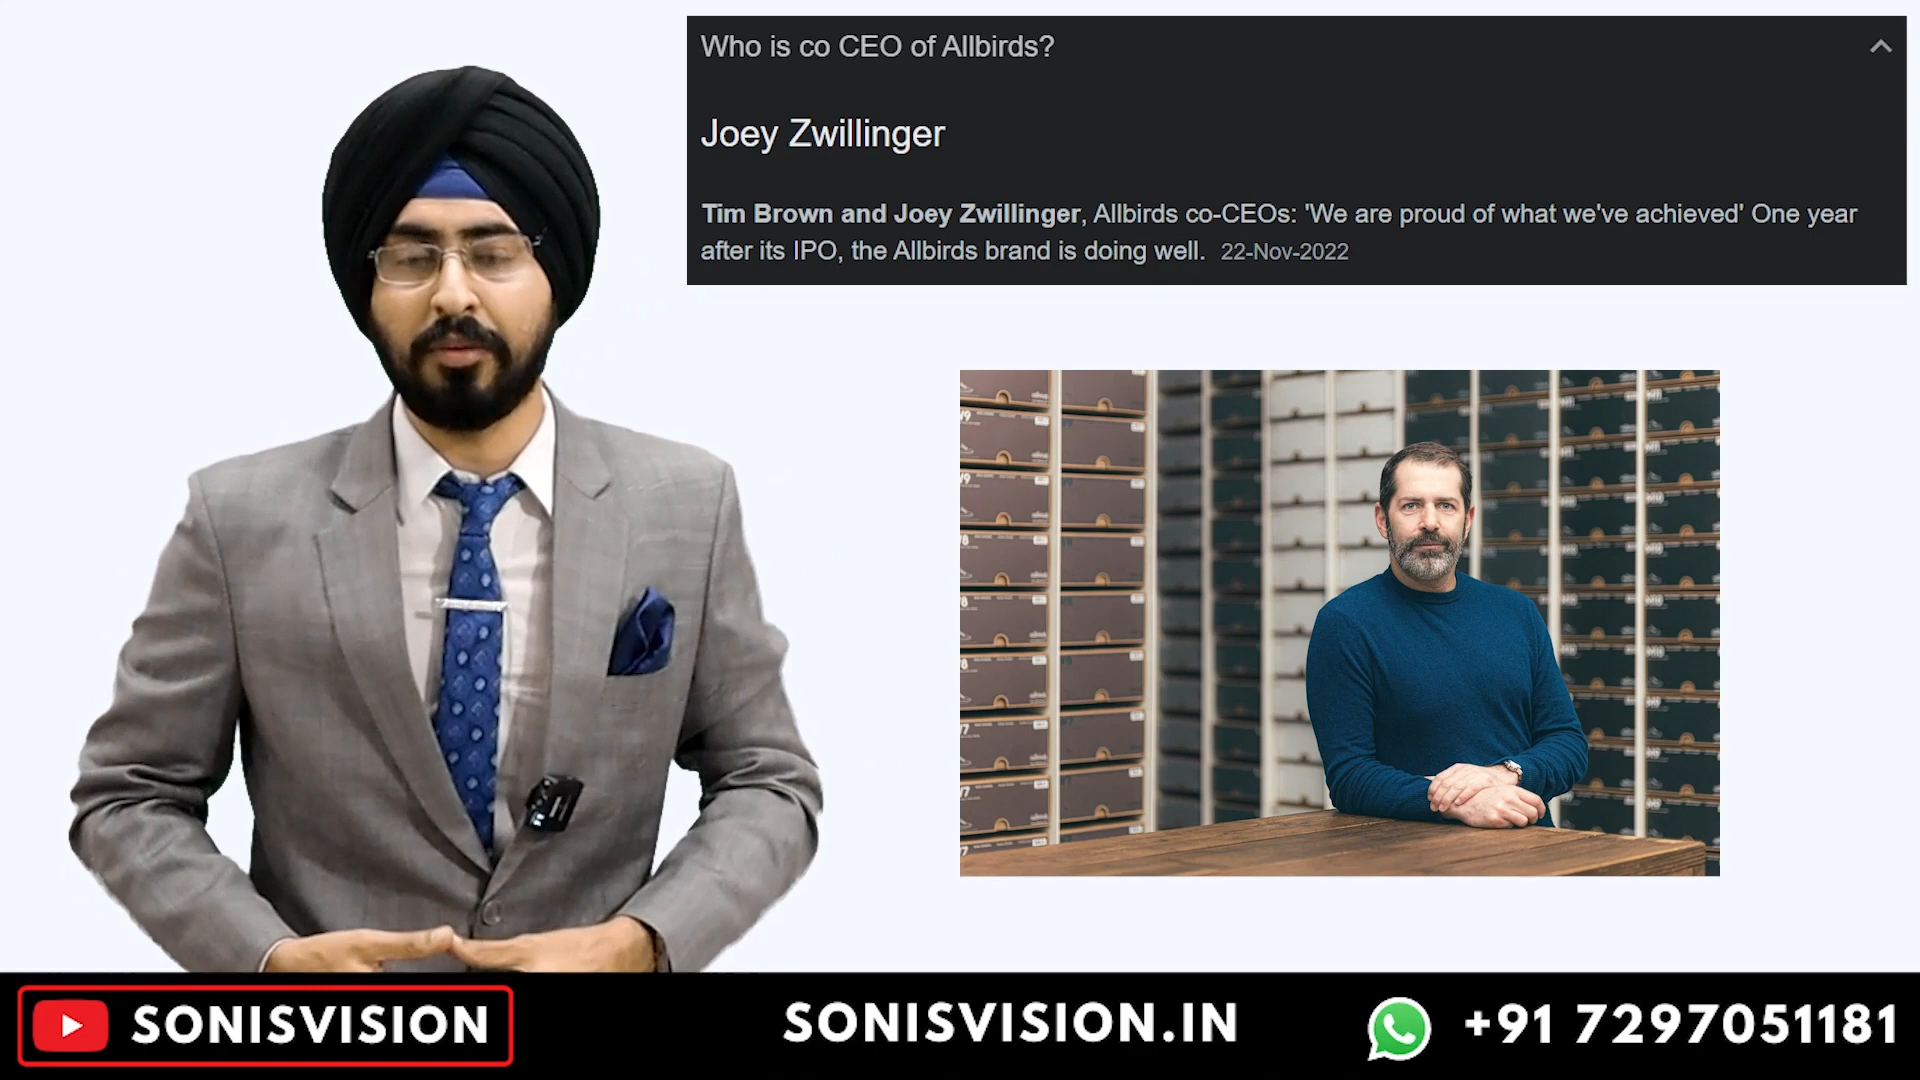 Who is co CEO of Allbirds?
Joey Zwillinger
Tim Brown and Joey Zwillinger, Allbirds co-CEOs: 'We are proud of what we've achieved' One year
after its IPO, the Allbirds brand is doing well. 22-Nov-2022
SONISVISION
SONISVISION.IN
+91 7297051181